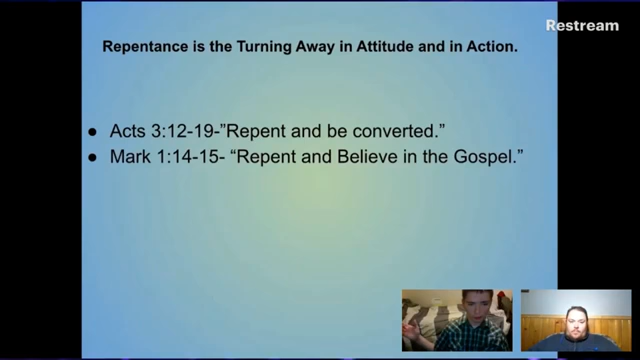 Restream
Repentance is the Turning Away in Attitude and in Action.
● Acts 3:12-19-”Repent and be converted.”
● Mark 1:14-15- “Repent and Believe in the Gospel.”